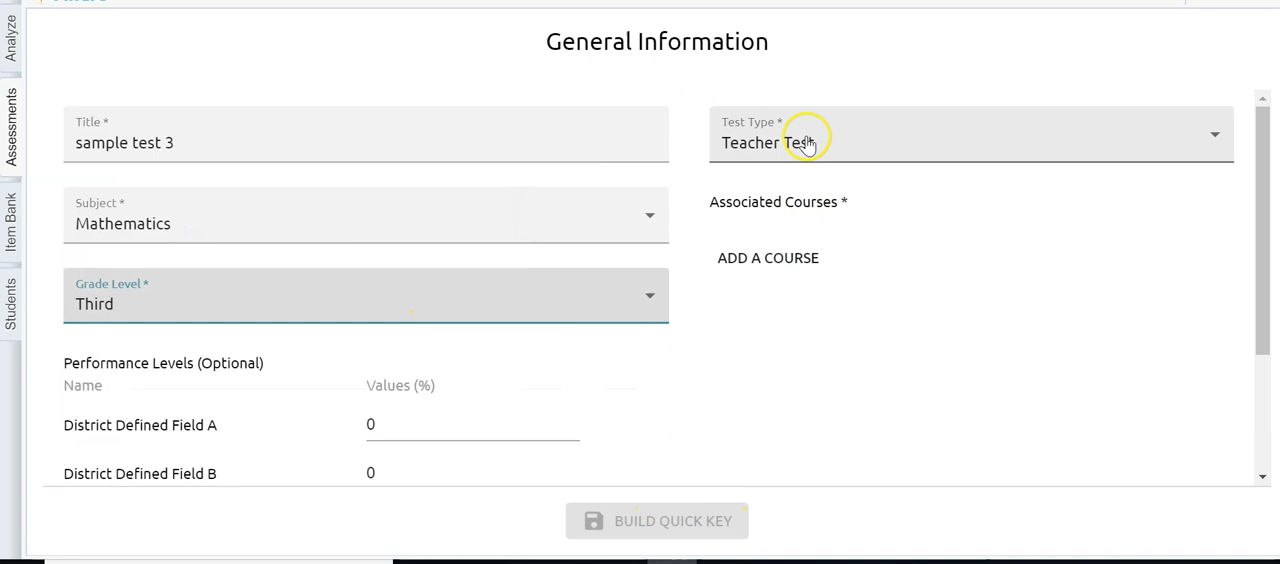 General Information
Analyze
Assessments
Item Bank
Students
Title *
sample test 3
Test Type *
Teacher Test
Subject *
Mathematics
Associated Courses *
ADD A COURSE
Grade Level *
Third
Performance Levels (Optional)
Name Values (%)
District Defined Field A 0
District Defined Field B 0
BUILD QUICK KEY